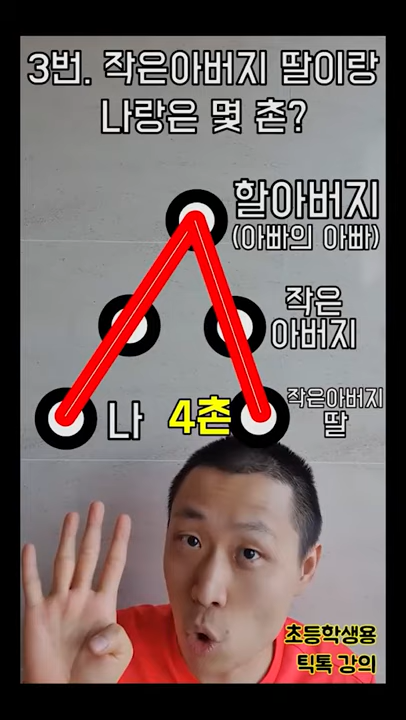 3번. 작은아버지 딸이랑
나랑은 몇 촌?
할아버지
(아빠의 아빠)
작은
아버지
나
4촌
작은아버지
딸
초등학생용
틱톡 강의